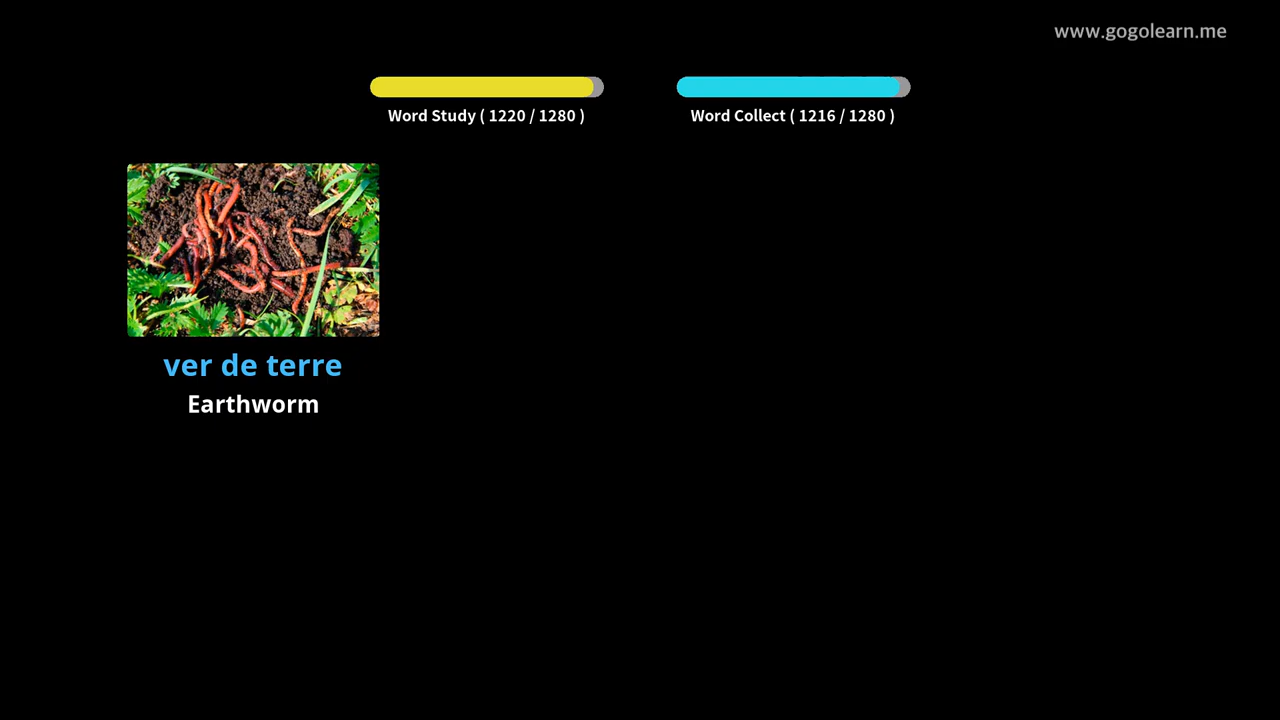 www.gogolearn.me
Word Study ( 1220 / 1280 )
Word Collect ( 1216 / 1280 )
ver de terre
Earthworm